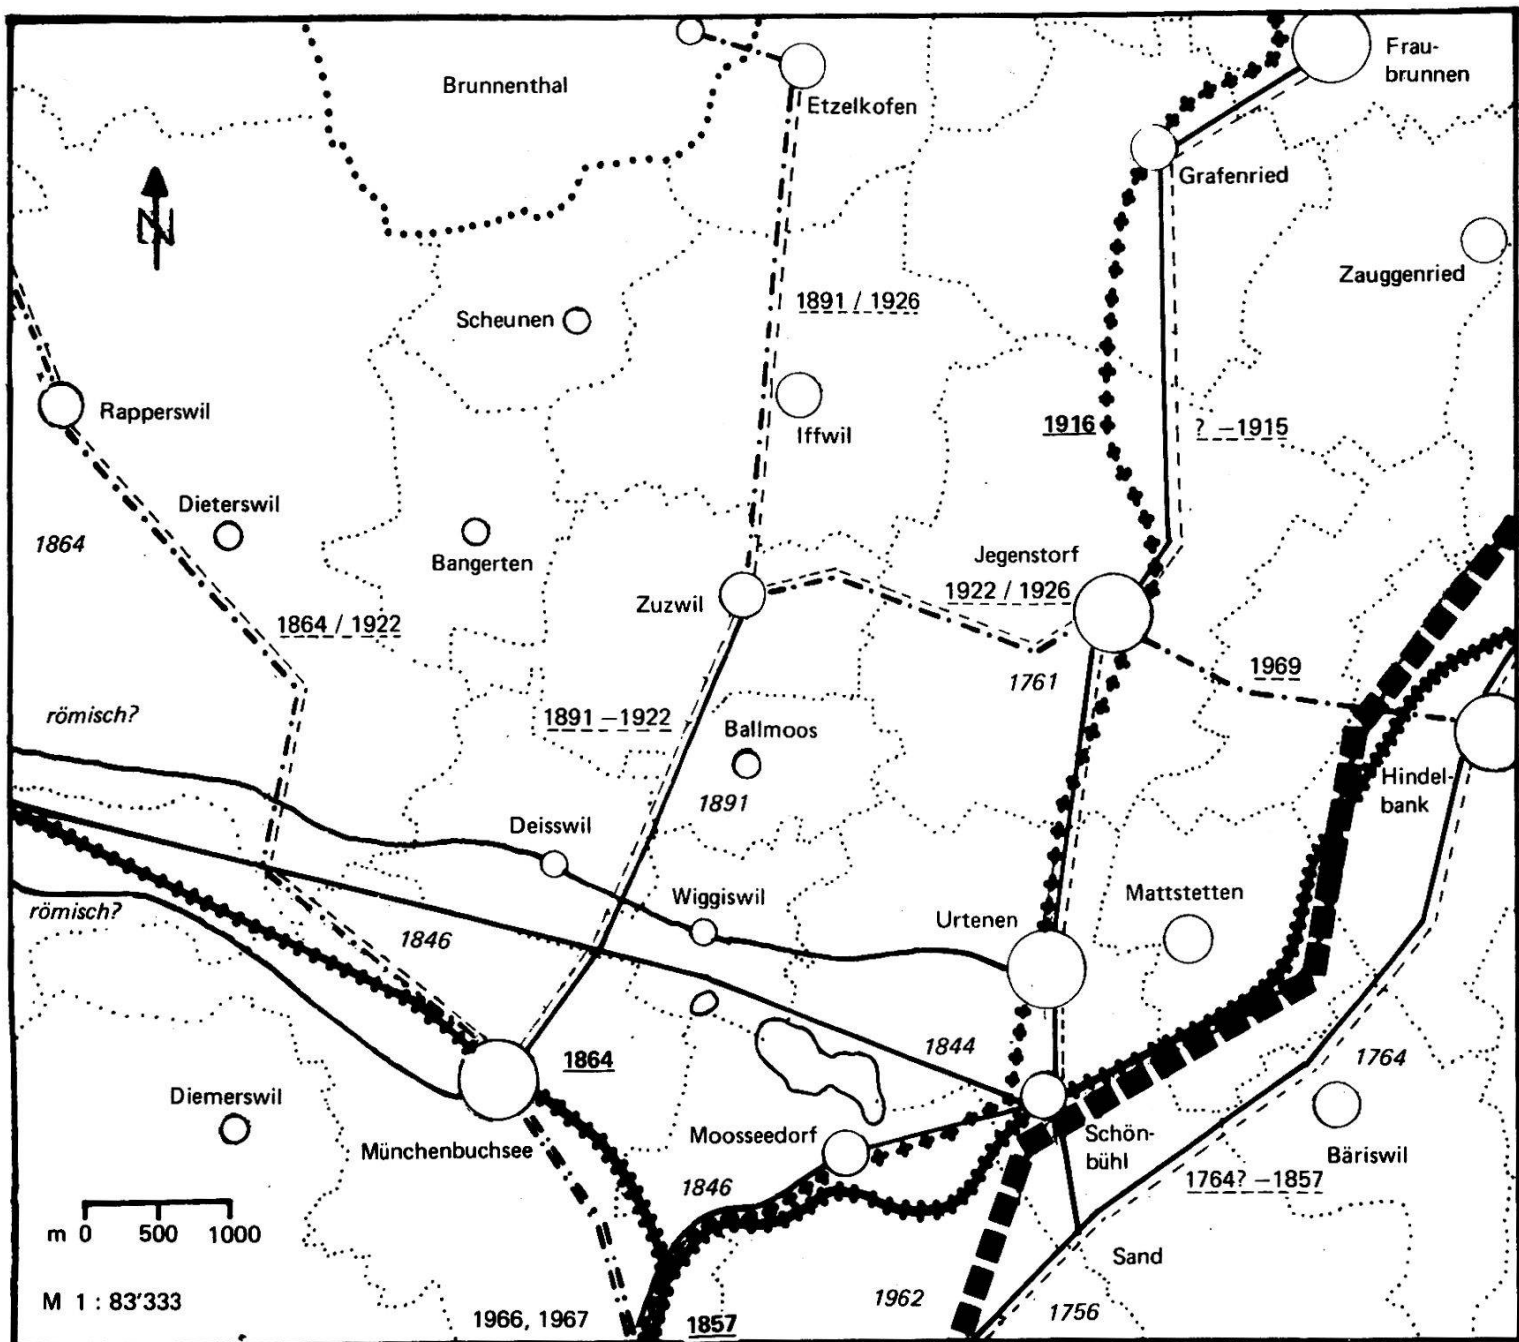 Frau-
brunnen
Brunnenthal
Etzelkofen
Grafenried
N
Zauggenried
1891 / 1926
Scheunen
Rapperswil
Iffwil
1916
? – 1915
Dieterswil
1864
Bangerten
Jegenstorf
1922 / 1926
Zuzwil
1864 / 1922
1969
1761
römisch?
1891 – 1922
Ballmoos
Hindel-
bank
1891
Deisswil
Wiggiswil
Mattstetten
Urtenen
römisch?
1846
1844
1764
1864
Diemerswil
Münchenbuchsee
Moosseedorf
Schön-
bühl
Bäriswil
1764? – 1857
1846
m 0 500 1000
Sand
M 1 : 83'333
1966, 1967
1857
1962
1756